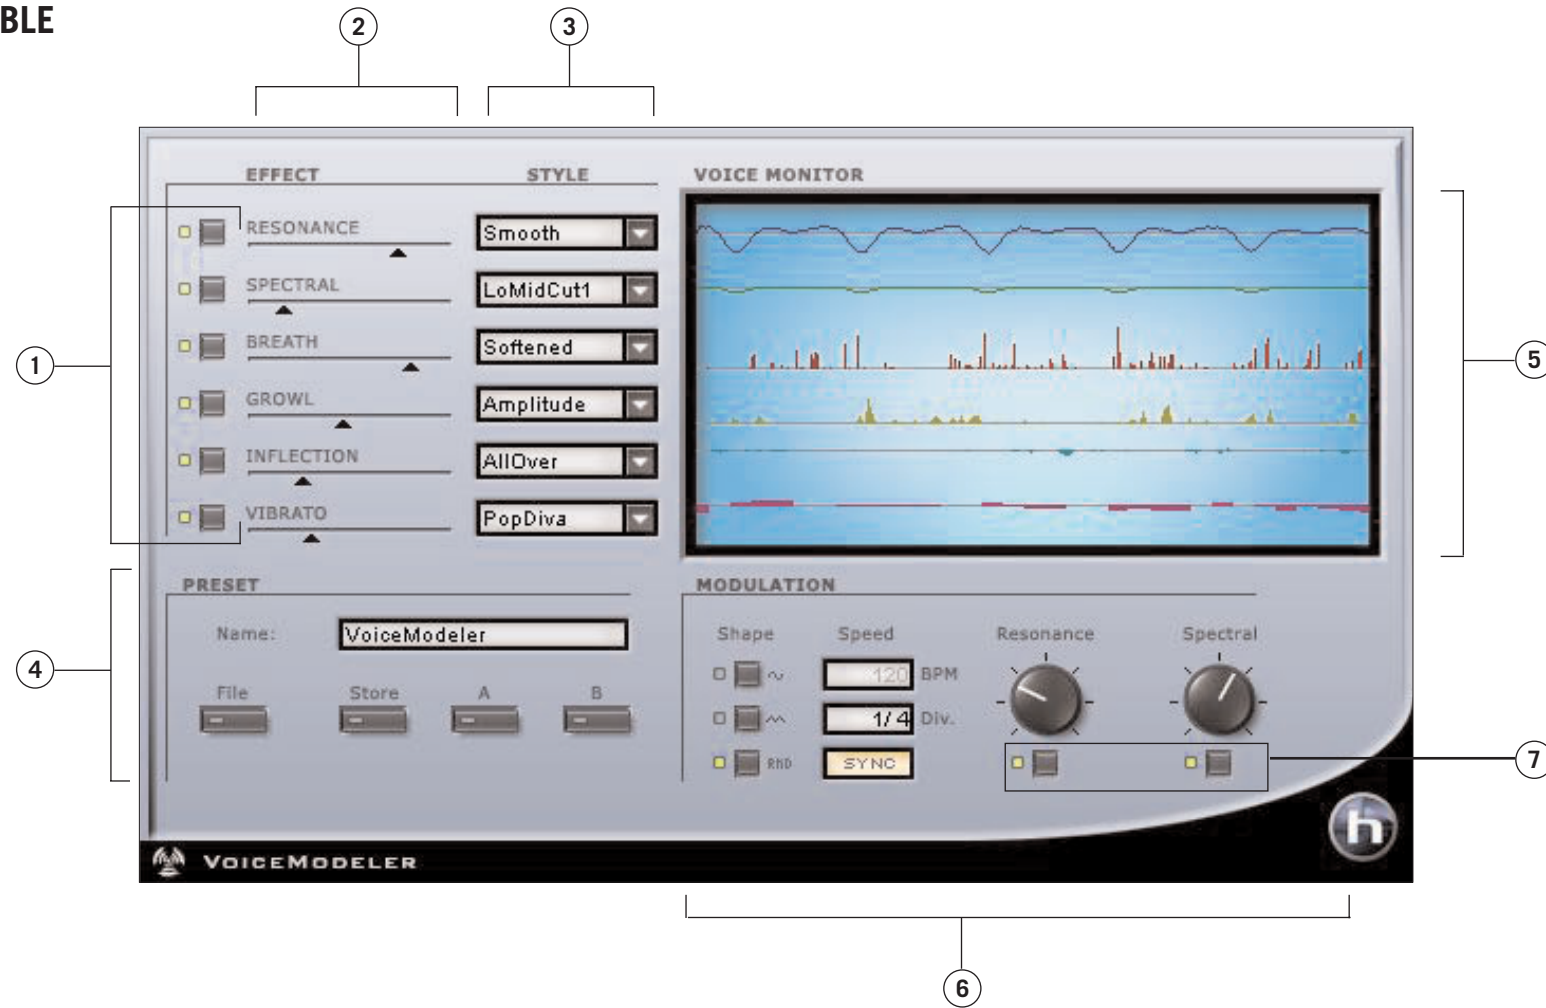 BLE
2
3
EFFECT
STYLE
VOICE MONITOR
RESONANCE
Smooth
SPECTRAL
LoMidCut1
BREATH
Softened
1
5
GROWL
Amplitude
INFLECTION
AllOver
VIBRATO
PopDiva
PRESET
MODULATION
Name:
VoiceModeler
Shape
Speed
Resonance
Spectral
4
120 BPM
File
Store
A
B
1/4 Div.
RND
SYNC
7
h
VOICEMODELER
6